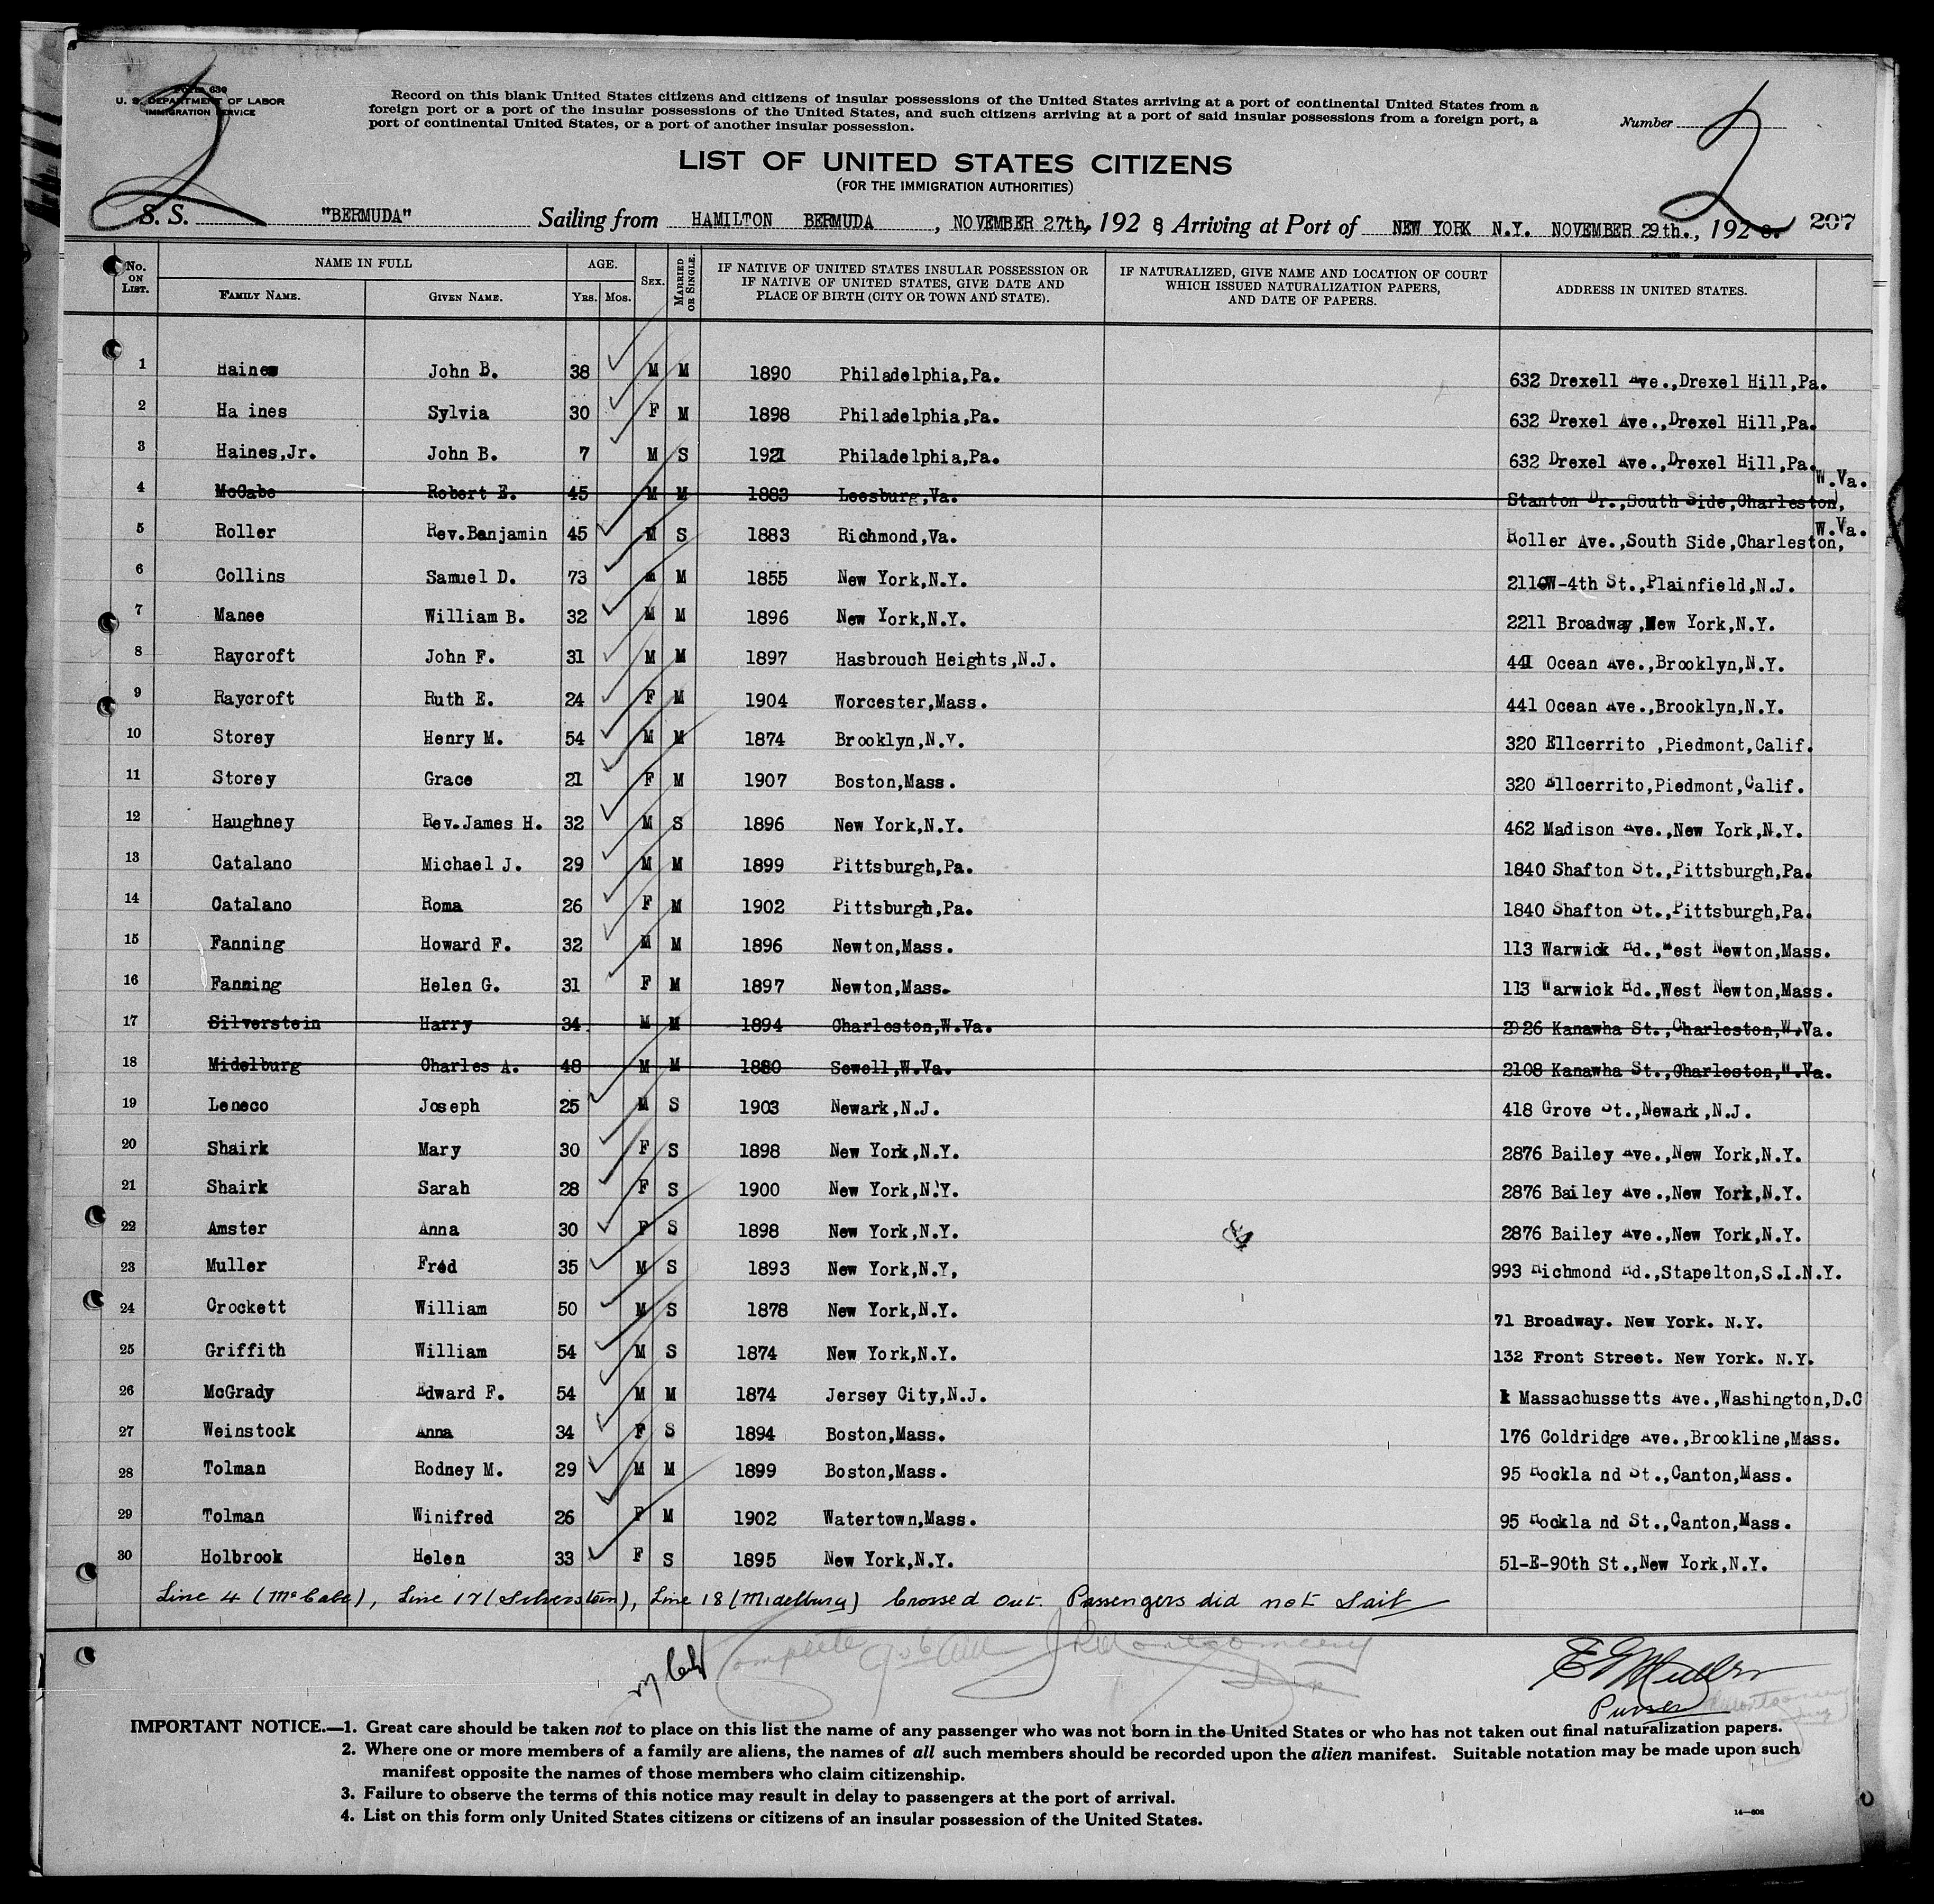 Form 630
U. S. DEPARTMENT OF LABOR
IMMIGRATION SERVICE
Record on this blank United States citizens and citizens of insular possessions of the United States arriving at a port of continental United States from a
foreign port or a port of the insular possessions of the United States, and such citizens arriving at a port of said insular possessions from a foreign port, a
port of continental United States, or a port of another insular possession.
Number 2
2
LIST OF UNITED STATES CITIZENS
(FOR THE IMMIGRATION AUTHORITIES)
S. S. "BERMUDA" Sailing from HAMILTON BERMUDA, NOVEMBER 27th, 1928 Arriving at Port of NEW YORK N.Y. NOVEMBER 29th., 1928. 207
No. ON LIST. NAME IN FULL AGE. SEX. MARRIED OR SINGLE. IF NATIVE OF UNITED STATES INSULAR POSSESSION OR IF NATIVE OF UNITED STATES, GIVE DATE AND PLACE OF BIRTH (CITY OR TOWN AND STATE). IF NATURALIZED, GIVE NAME AND LOCATION OF COURT WHICH ISSUED NATURALIZATION PAPERS, AND DATE OF PAPERS. ADDRESS IN UNITED STATES.
FAMILY NAME. GIVEN NAME. YRS. MOS.
1 Haines John B. 38 M M 1890 Philadelphia,Pa. 632 Drexell Ave.,Drexel Hill,Pa.
2 Ha ines Sylvia 30 F M 1898 Philadelphia,Pa. 632 Drexel Ave.,Drexel Hill,Pa.
3 Haines,Jr. John B. 7 M S 1921 Philadelphia,Pa. 632 Drexel Ave.,Drexel Hill,Pa.
4 McCabe Robert E. 45 M M 1883 Leesburg,Va. Stanton Dr.,South Side,Charleston, W.Va.
5 Roller Rev.Banjamin 45 M S 1883 Richmond,Va. Roller Ave.,South Side,Charleston, W.Va.
6 Collins Samuel D. 73 M M 1855 New York,N.Y. 2110W-4th St.,Plainfield,N.J.
7 Manee William B. 32 M M 1896 New York,N.Y. 2211 Broadway,New York,N.Y.
8 Raycroft John F. 31 M M 1897 Hasbrouch Heights,N.J. 441 Ocean Ave.,Brooklyn,N.Y.
9 Raycroft Ruth E. 24 F M 1904 Worcester,Mass. 441 Ocean Ave.,Brooklyn,N.Y.
10 Storey Henry M. 54 M M 1874 Brooklyn,N.Y. 320 Ellcerrito ,Piedmont,Calif.
11 Storey Grace 21 F M 1907 Boston,Mass. 320 Ellcerrito,Piedmont,Calif.
12 Haughney Rev.James H. 32 M S 1896 New York,N.Y. 462 Madison Ave.,New York,N.Y.
13 Catalano Michael J. 29 M M 1899 Pittsburgh,Pa. 1840 Shafton St.,Pittsburgh,Pa.
14 Catalano Roma 26 F M 1902 Pittsburgh,Pa. 1840 Shafton St.,Pittsburgh,Pa.
15 Fanning Howard F. 32 M M 1896 Newton,Mass. 113 Warwick Rd.,West Newton,Mass.
16 Fanning Helen G. 31 F M 1897 Newton,Mass. 113 Warwick Rd.,West Newton,Mass.
17 Silverstein Harry 34 M M 1894 Charleston,W.Va. 2926 Kanawha St.,Charleston,W.Va.
18 Midelburg Charles A. 48 M M 1880 Sewell,W.Va. 2108 Kanawha St.,Charleston,W.Va.
19 Leneco Joseph 25 M S 1903 Newark,N.J. 418 Grove St.,Newark,N.J.
20 Shairk Mary 30 F S 1898 New York,N.Y. 2876 Bailey Ave.,New York,N.Y.
21 Shairk Sarah 28 F S 1900 New York,N.Y. 2876 Bailey Ave.,New York,N.Y.
22 Amster Anna 30 F S 1898 New York,N.Y. 2876 Bailey Ave.,New York,N.Y.
23 Muller Fred 35 M S 1893 New York,N.Y, 993 Richmond Rd.,Stapelton,S.I.N.Y.
24 Crockett William 50 M S 1878 New York,N.Y. 71 Broadway. New York. N.Y.
25 Griffith William 54 M S 1874 New York,N.Y. 132 Front Street. New York. N.Y.
26 McGrady Edward F. 54 M M 1874 Jersey City,N.J. 1 Massachussetts Ave.,Washington,D.C
27 Weinstock Anna 34 F S 1894 Boston,Mass. 176 Coldridge Ave.,Brookline,Mass.
28 Tolman Rodney M. 29 M M 1899 Boston,Mass. 95 Rockla nd St.,Canton,Mass.
29 Tolman Winifred 26 F M 1902 Watertown,Mass. 95 Rockla nd St.,Canton,Mass.
30 Holbrook Helen 33 F S 1895 New York,N.Y. 51-E-90th St.,New York,N.Y.
Line 4 (McCabe), Line 17 (Silverstein), Line 18 (Midelburg) Crossed Out. Passengers did not Sail
Complete Montgomery
E G Muller
Purser
IMPORTANT NOTICE.—1. Great care should be taken not to place on this list the name of any passenger who was not born in the United States or who has not taken out final naturalization papers.
2. Where one or more members of a family are aliens, the names of all such members should be recorded upon the alien manifest. Suitable notation may be made upon such
manifest opposite the names of those members who claim citizenship.
3. Failure to observe the terms of this notice may result in delay to passengers at the port of arrival.
4. List on this form only United States citizens or citizens of an insular possession of the United States.
14—608